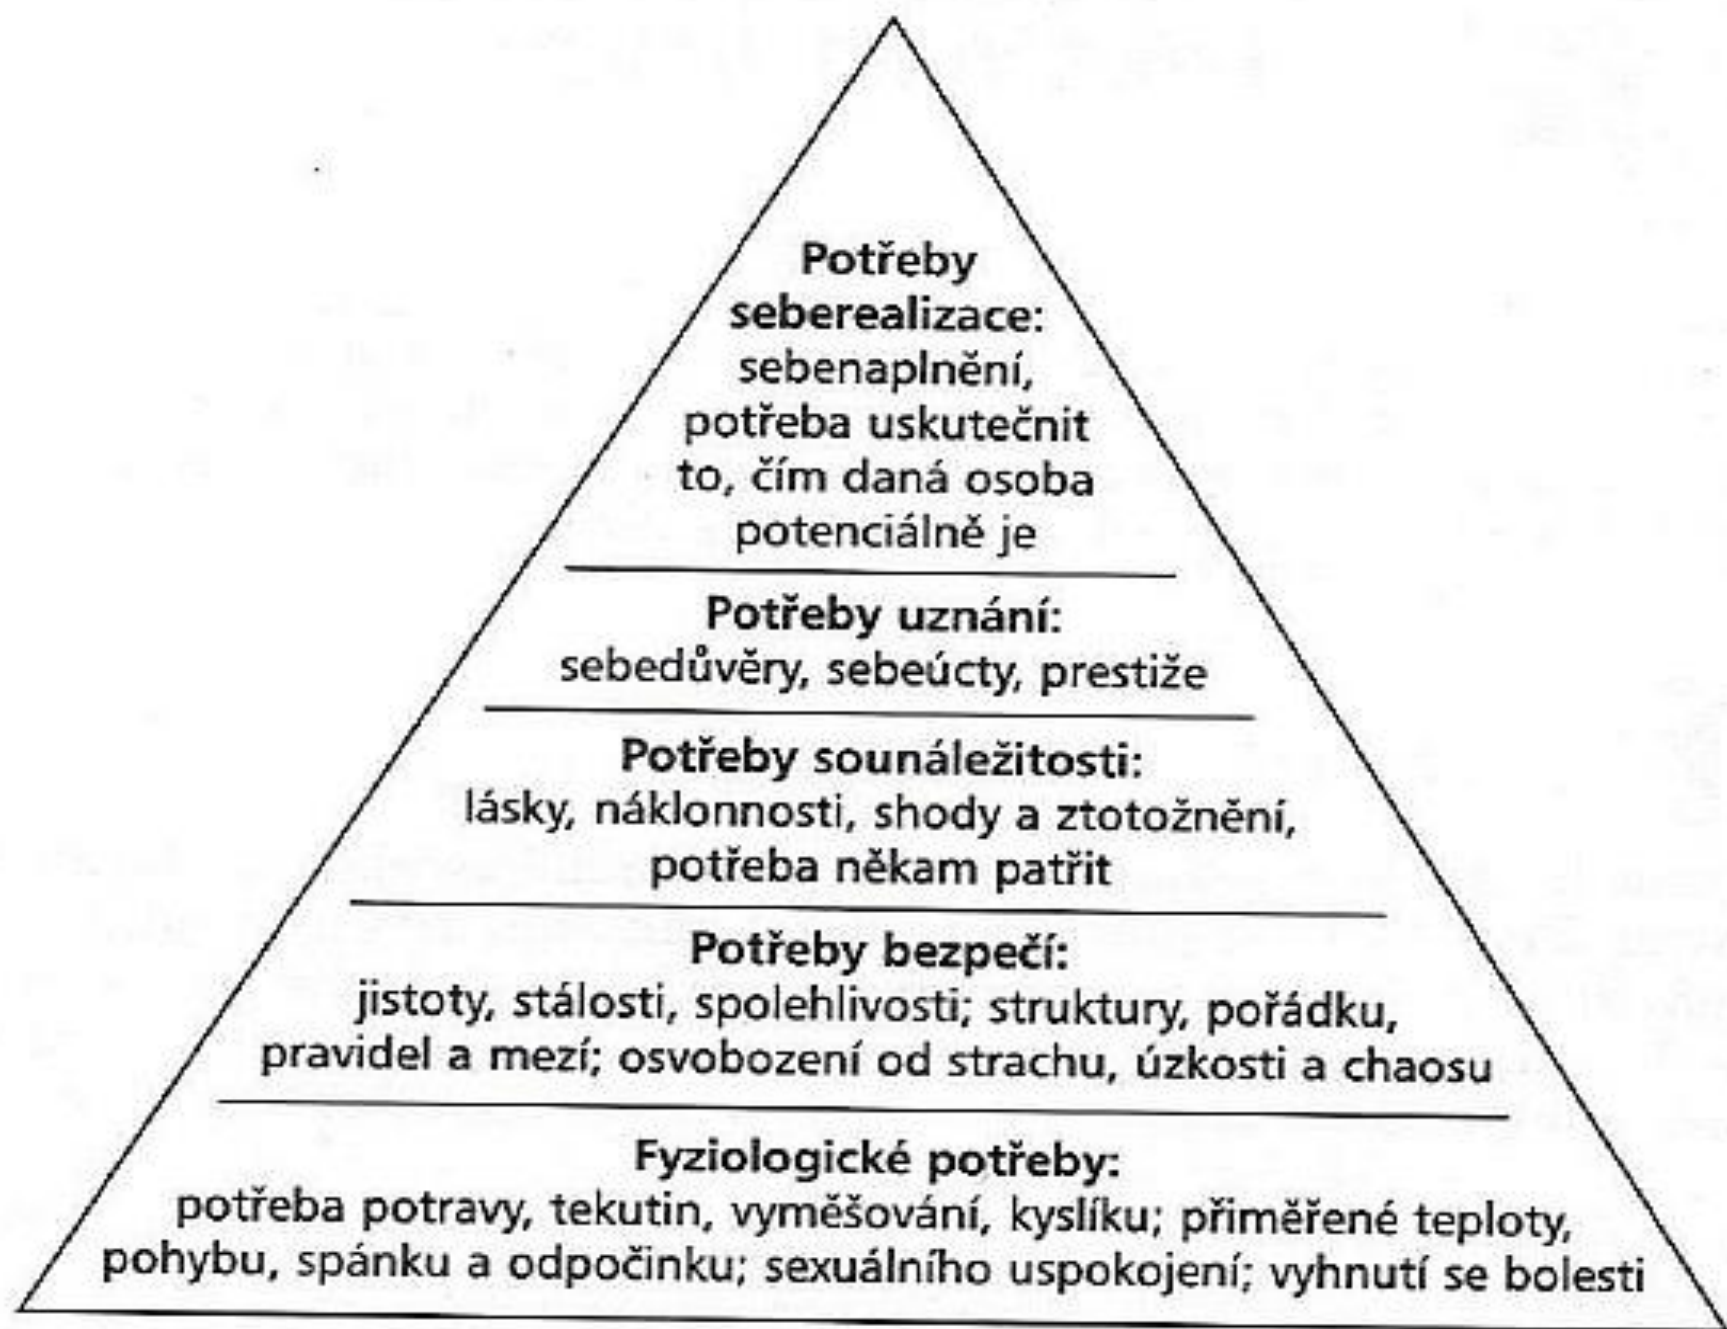 Potřeby
seberealizace:
sebenaplnění,
potřeba uskutečnit
to, čím daná osoba
potenciálně je
Potřeby uznání:
sebedůvěry, sebeúcty, prestiže
Potřeby sounáležitosti:
lásky, náklonnosti, shody a ztotožnění,
potřeba někam patřit
Potřeby bezpečí:
jistoty, stálosti, spolehlivosti; struktury, pořádku,
pravidel a mezí; osvobození od strachu, úzkosti a chaosu
Fyziologické potřeby:
potřeba potravy, tekutin, vyměšování, kyslíku; přiměřené teploty,
pohybu, spánku a odpočinku; sexuálního uspokojení; vyhnutí se bolesti